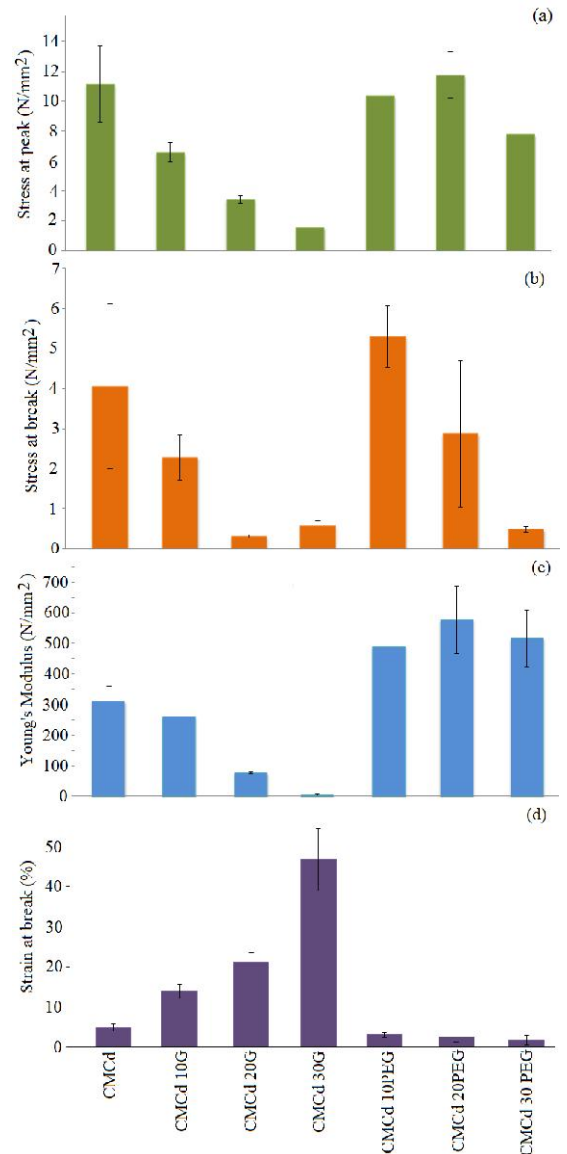 (a)
Stress at peak (N/mm²)
14
12
10
8
6
4
2
0
(b)
Stress at break (N/mm²)
7
6
5
4
3
2
1
0
(c)
Young's Modulus (N/mm²)
700
600
500
400
300
200
100
0
(d)
Strain at break (%)
50
40
30
20
10
0
CMCd
CMCd 10G
CMCd 20G
CMCd 30G
CMCd 10PEG
CMCd 20PEG
CMCd 30 PEG